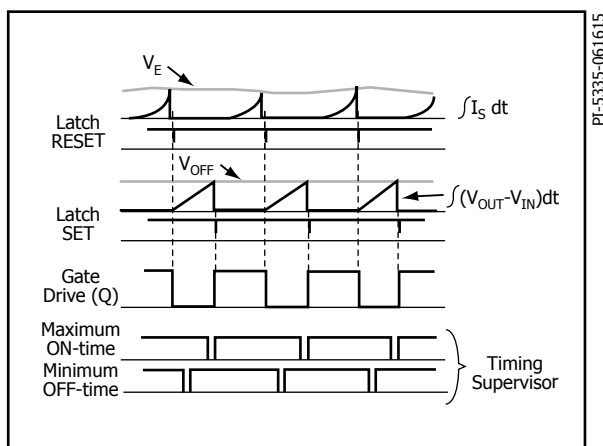 V_E
∫I_S dt
Latch
RESET
V_OFF
∫(V_OUT-V_IN)dt
Latch
SET
Gate
Drive (Q)
Maximum
ON-time
Minimum
OFF-time
Timing
Supervisor
PI-5335-061615